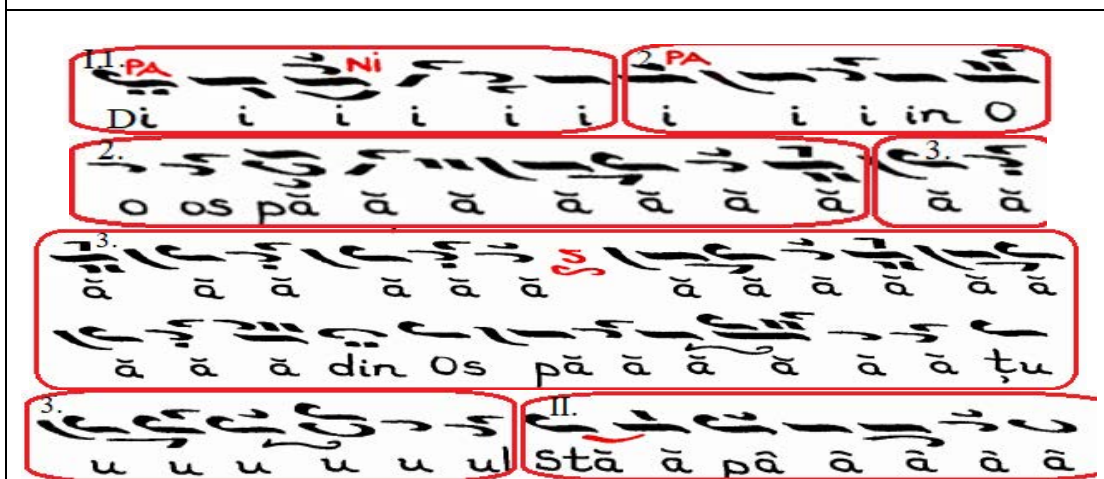 I.1. PA Ni 2. PA
Di i i i i i i i i in O
2. 3.
o os pă ă ă ă ă ă ă ă ă
3.
ă ă ă ă ă ă ă ă ă ă ă ă
ă ă ă din Os pă ă ă ă ă ă țu
3. II.
u u u u u ul Stă ă pâ â â â â